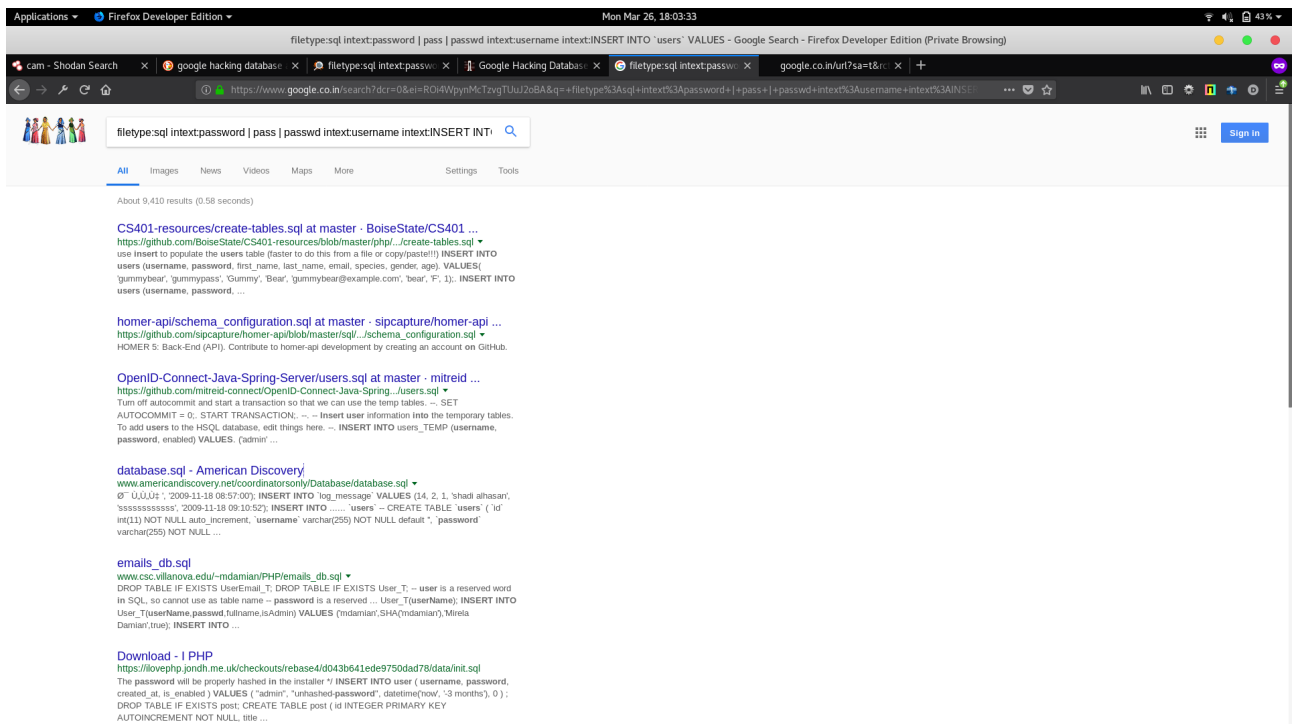 Applications ▾ Firefox Developer Edition ▾ Mon Mar 26, 18:03:33 43 % ▾
filetype:sql intext:password | pass | passwd intext:username intext:INSERT INTO `users` VALUES - Google Search - Firefox Developer Edition (Private Browsing)
cam - Shodan Search × google hacking database × filetype:sql intext:passwo × Google Hacking Database × filetype:sql intext:passwo × google.co.in/url?sa=t&rct × +
https://www.google.co.in/search?dcr=0&ei=ROi4WpynMcTzvgTUuJ2oBA&q=+filetype%3Asql+intext%3Apassword+|+pass+|+passwd+intext%3Ausername+intext%3AINSE
filetype:sql intext:password | pass | passwd intext:username intext:INSERT INT
Sign in
All Images News Videos Maps More Settings Tools
About 9,410 results (0.58 seconds)
CS401-resources/create-tables.sql at master · BoiseState/CS401 ...
https://github.com/BoiseState/CS401-resources/blob/master/php/.../create-tables.sql ▾
use insert to populate the users table (faster to do this from a file or copy/paste!!!) INSERT INTO
users (username, password, first_name, last_name, email, species, gender, age). VALUES(
'gummybear', 'gummypass', 'Gummy', 'Bear', 'gummybear@example.com', 'bear', 'F', 1);. INSERT INTO
users (username, password, ...
homer-api/schema_configuration.sql at master · sipcapture/homer-api ...
https://github.com/sipcapture/homer-api/blob/master/sql/.../schema_configuration.sql ▾
HOMER 5: Back-End (API). Contribute to homer-api development by creating an account on GitHub.
OpenID-Connect-Java-Spring-Server/users.sql at master · mitreid ...
https://github.com/mitreid-connect/OpenID-Connect-Java-Spring.../users.sql ▾
Turn off autocommit and start a transaction so that we can use the temp tables. --. SET
AUTOCOMMIT = 0;. START TRANSACTION;. --. -- Insert user information into the temporary tables.
To add users to the HSQL database, edit things here. --. INSERT INTO users_TEMP (username,
password, enabled) VALUES. ('admin' ...
database.sql - American Discovery
www.americandiscovery.net/coordinatorsonly/Database/database.sql ▾
Ø¯ Ù‚Ù„Ù‡ ', '2009-11-18 08:57:00'); INSERT INTO `log_message` VALUES (14, 2, 1, 'shadi alhasan',
'ssssssssssss', '2009-11-18 09:10:52'); INSERT INTO ...... `users` -- CREATE TABLE `users` ( `id`
int(11) NOT NULL auto_increment, `username` varchar(255) NOT NULL default '', `password`
varchar(255) NOT NULL ...
emails_db.sql
www.csc.villanova.edu/~mdamian/PHP/emails_db.sql ▾
DROP TABLE IF EXISTS UserEmail_T; DROP TABLE IF EXISTS User_T; -- user is a reserved word
in SQL, so cannot use as table name -- password is a reserved ... User_T(userName); INSERT INTO
User_T(userName,passwd,fullname,isAdmin) VALUES ('mdamian',SHA('mdamian'),'Mirela
Damian',true); INSERT INTO ...
Download - I PHP
https://ilovephp.jondh.me.uk/checkouts/rebase4/d043b641ede9750dad78/data/init.sql
The password will be properly hashed in the installer */ INSERT INTO user ( username, password,
created_at, is_enabled ) VALUES ( "admin", "unhashed-password", datetime('now', '-3 months'), 0 ) ;
DROP TABLE IF EXISTS post; CREATE TABLE post ( id INTEGER PRIMARY KEY
AUTOINCREMENT NOT NULL, title ...